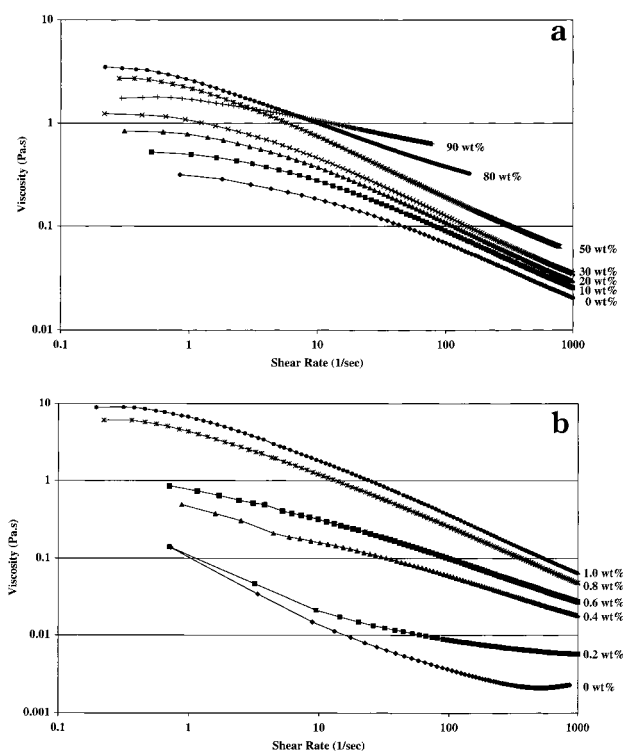 a
10
1
0.1
0.01
Viscosity (Pa.s)
90 wt%
80 wt%
50 wt%
30 wt%
20 wt%
10 wt%
0 wt%
0.1
1
10
100
1000
Shear Rate (1/sec)
b
10
1
0.1
0.01
0.001
Viscosity (Pa.s)
1.0 wt%
0.8 wt%
0.6 wt%
0.4 wt%
0.2 wt%
0 wt%
0.1
1
10
100
1000
Shear Rate (1/sec)